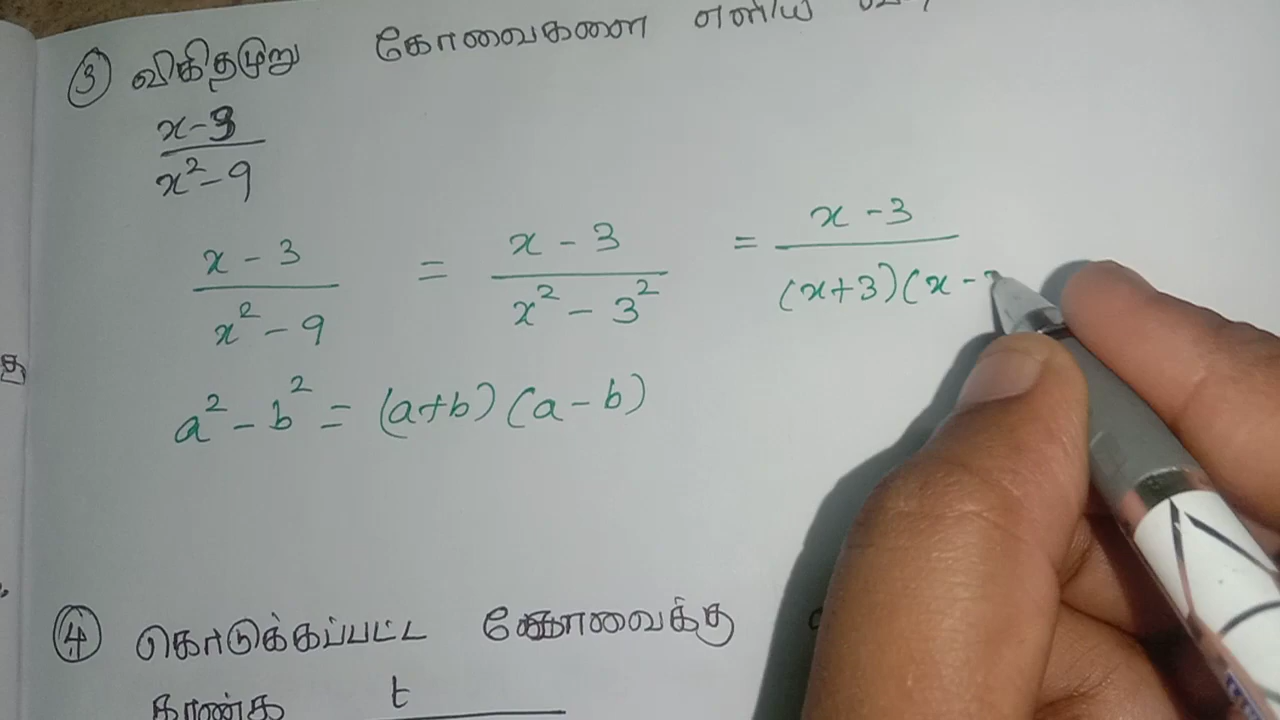 ③ விகிதமுறு கோவைகளை எளிய
x-3
x²-9
x - 3 / x² - 9 = x - 3 / x² - 3² = x - 3 / (x+3)(x -
a² - b² = (a+b)(a-b)
④ கொடுக்கப்பட்ட கோவைக்கு
காண்க t